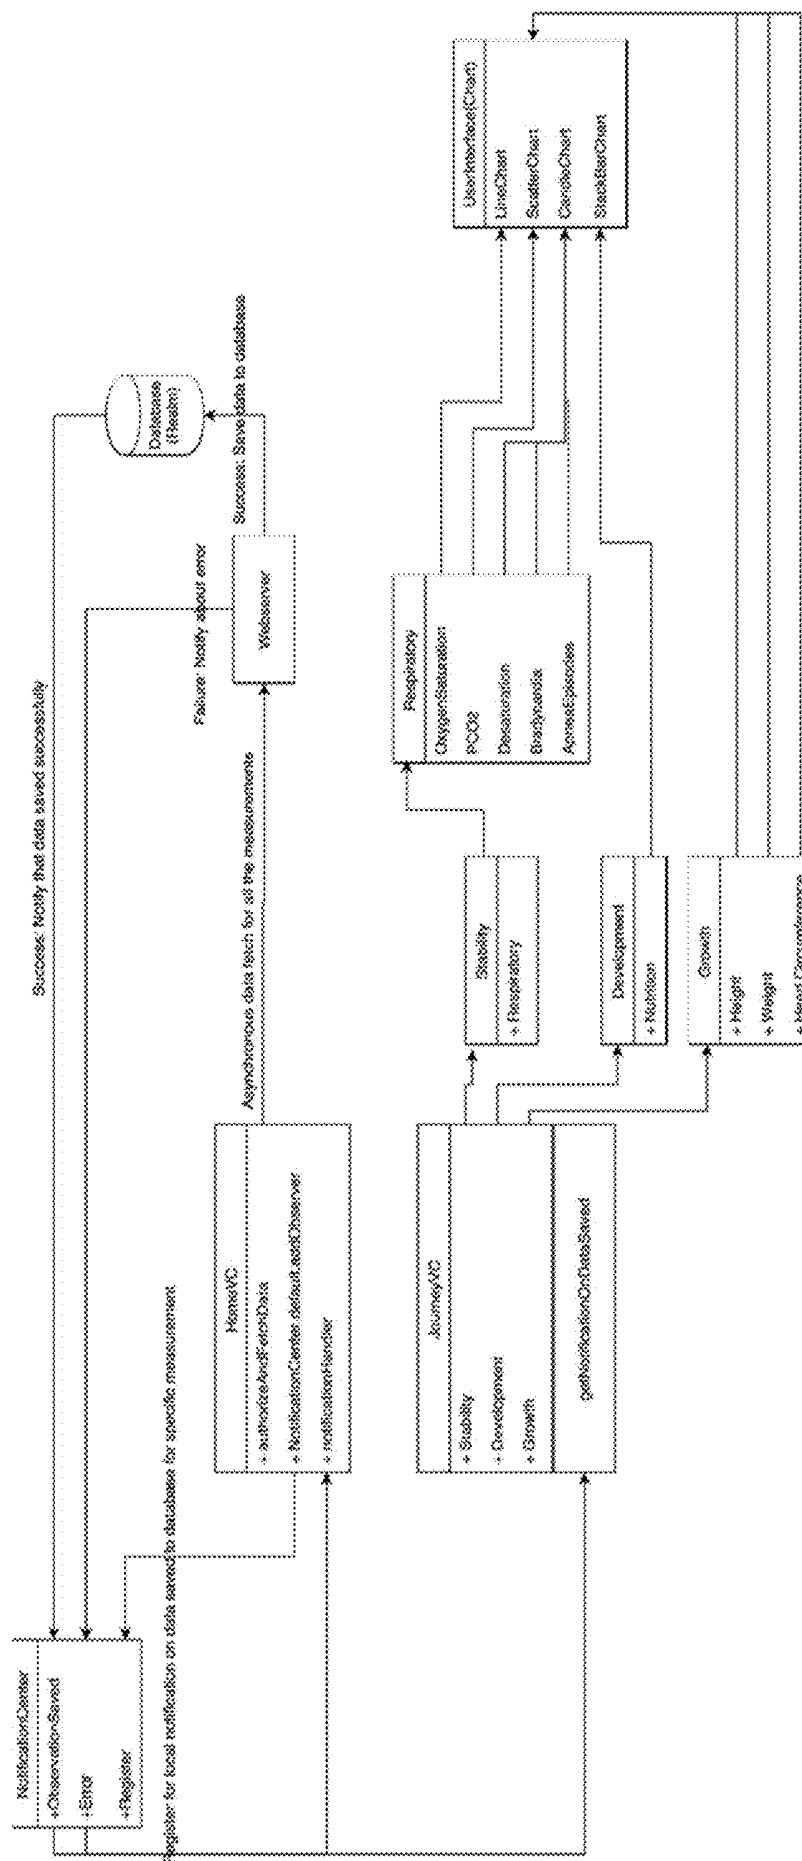 NotificationCenter
+ObservationSaved
+Error
+Register
Success: Notify that data saved successfully
Failure: Notify about error
Database
(Realm)
Success: Save data to database
Webserver
Asynchronous data fetch for all the measurements
HomeVC
+ authorizeAndFetchData
+ NotificationCenter.default.addObserver
+ notificationHandler
Register for local notification on data saved to database for specific measurement
JourneyVC
+ Stability
+ Development
+ Growth
getNotificationOnDataSaved
Stability
+ Respiratory
Development
+ Nutrition
Growth
+ Height
+ Weight
+ Head Circumference
Respiratory
OxygenSaturation
Desaturation
UserInterface(Chart)
LineChart
ScatterChart
CandleChart
StackBarChart